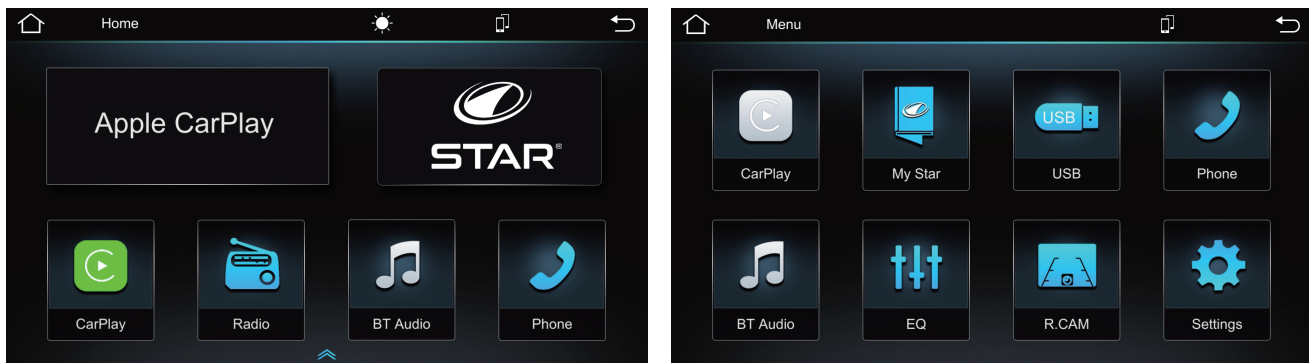 Home
Apple CarPlay
STAR®
CarPlay
Radio
BT Audio
Phone
Menu
CarPlay
My Star
USB
USB
Phone
BT Audio
EQ
R.CAM
Settings